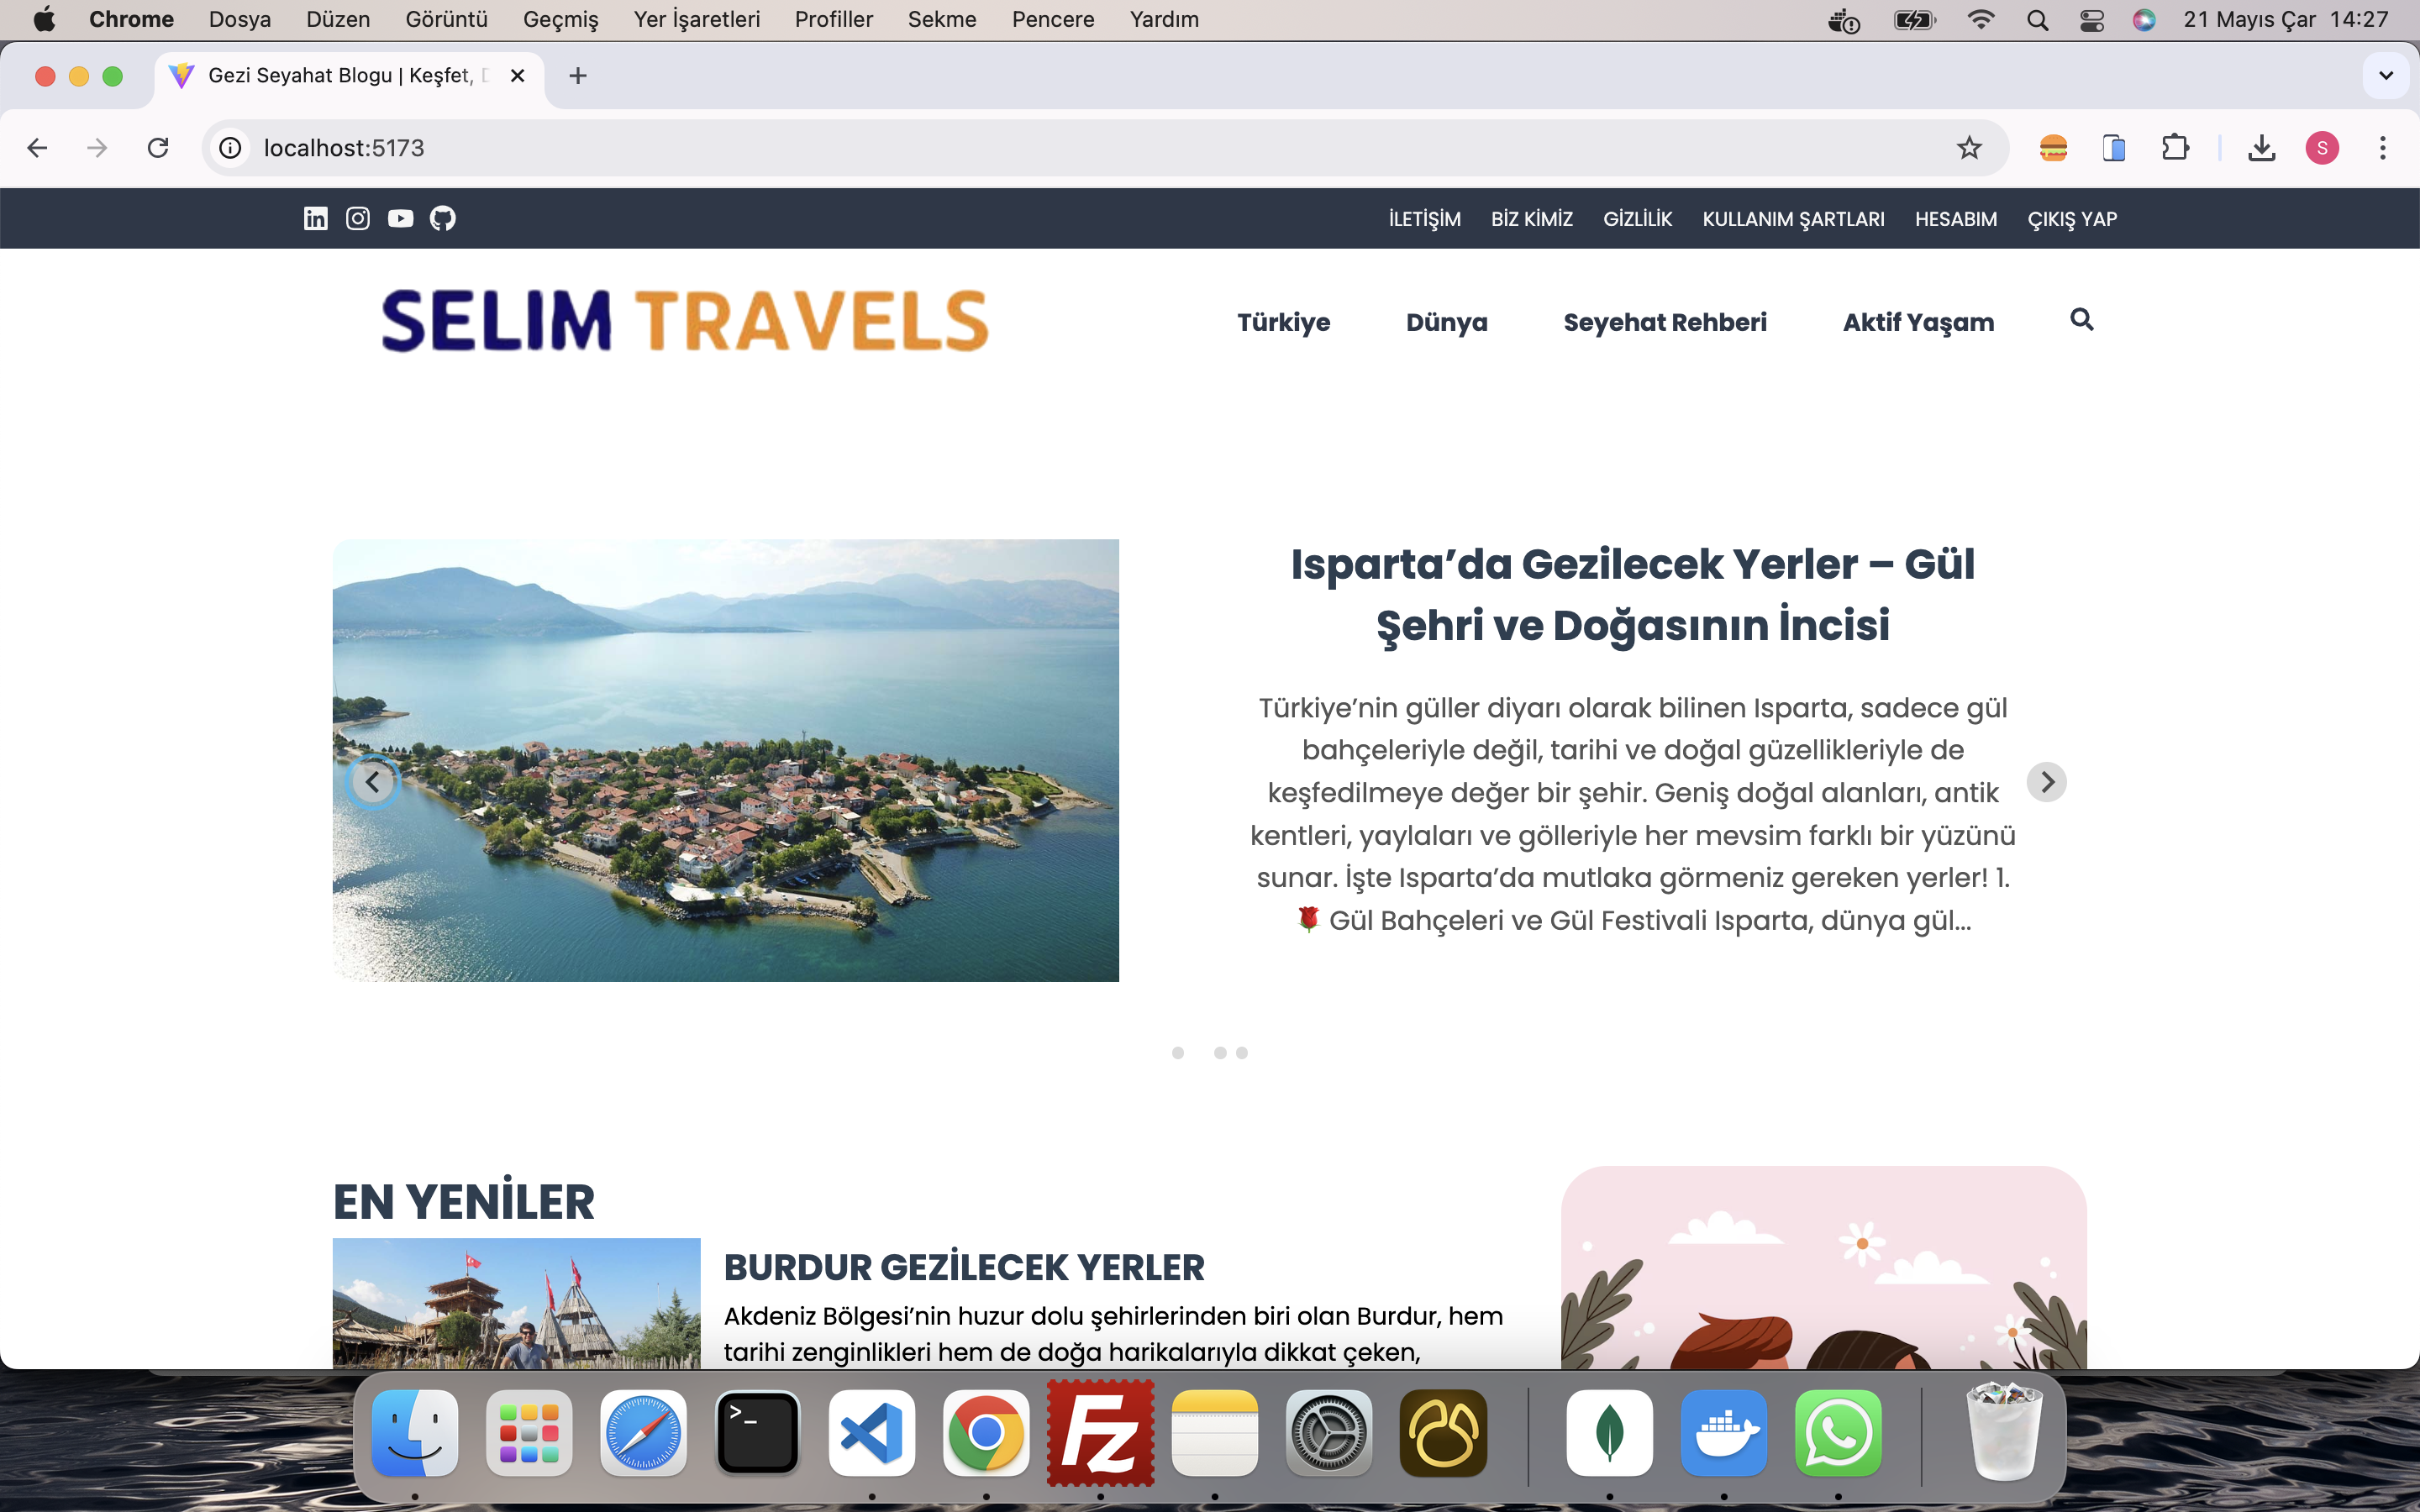 Chrome Dosya Düzen Görüntü Geçmiş Yer İşaretleri Profiller Sekme Pencere Yardım 21 Mayıs Çar 14:27
Gezi Seyahat Blogu | Keşfet,
localhost:5173 S
İLETİŞİM BİZ KİMİZ GİZLİLİK KULLANIM ŞARTLARI HESABIM ÇIKIŞ YAP
SELIM TRAVELS
Türkiye Dünya Seyehat Rehberi Aktif Yaşam
Isparta’da Gezilecek Yerler – Gül
Şehri ve Doğasının İncisi
Türkiye’nin güller diyarı olarak bilinen Isparta, sadece gül
bahçeleriyle değil, tarihi ve doğal güzellikleriyle de
keşfedilmeye değer bir şehir. Geniş doğal alanları, antik
kentleri, yaylaları ve gölleriyle her mevsim farklı bir yüzünü
sunar. İşte Isparta’da mutlaka görmeniz gereken yerler! 1.
🌹 Gül Bahçeleri ve Gül Festivali Isparta, dünya gül...
EN YENİLER
BURDUR GEZİLECEK YERLER
Akdeniz Bölgesi’nin huzur dolu şehirlerinden biri olan Burdur, hem
tarihi zenginlikleri hem de doğa harikalarıyla dikkat çeken,
Fz